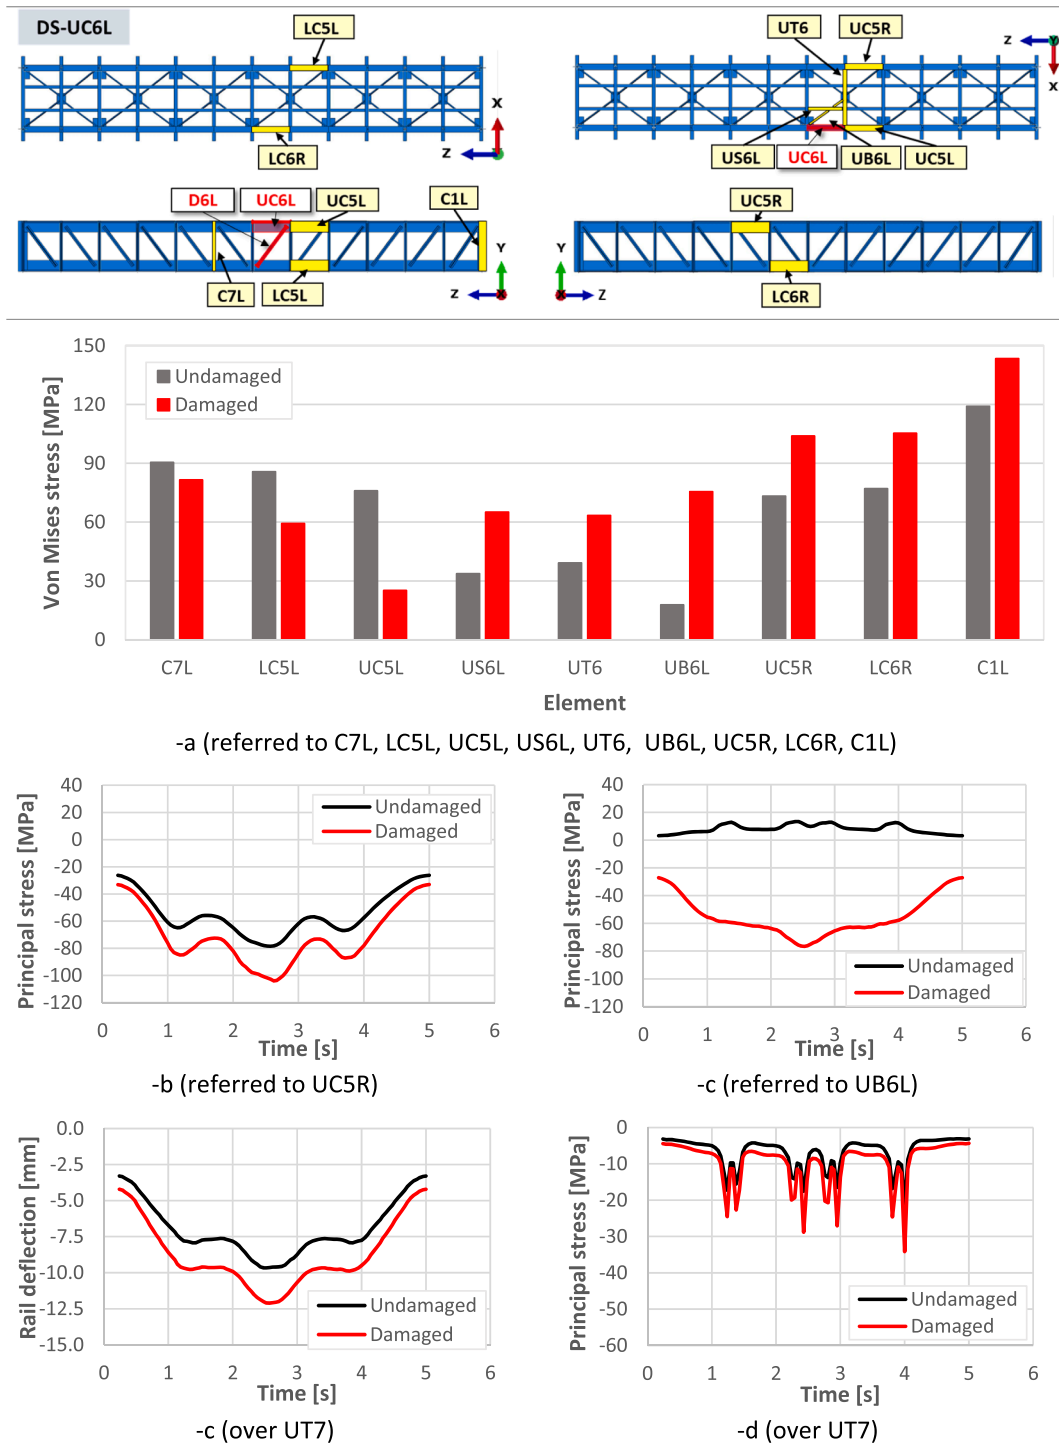 DS-UC6L
LC5L
LC6R
X
Z
UT6
UC5R
Z
Y
X
US6L
UC6L
UB6L
UC5L
D6L
UC6L
UC5L
C1L
C7L
LC5L
Y
Z
X
UC5R
LC6R
Y
X
Z
150
120
90
60
30
0
Von Mises stress [MPa]
Undamaged
Damaged
C7L LC5L UC5L US6L UT6 UB6L UC5R LC6R C1L
Element
-a (referred to C7L, LC5L, UC5L, US6L, UT6, UB6L, UC5R, LC6R, C1L)
40
20
0
-20
-40
-60
-80
-100
-120
Principal stress [MPa]
Undamaged
Damaged
0 1 2 3 4 5 6
Time [s]
-b (referred to UC5R)
40
20
0
-20
-40
-60
-80
-100
-120
Principal stress [MPa]
Undamaged
Damaged
0 1 2 3 4 5 6
Time [s]
-c (referred to UB6L)
0.0
-2.5
-5.0
-7.5
-10.0
-12.5
-15.0
Rail deflection [mm]
Undamaged
Damaged
0 1 2 3 4 5 6
Time [s]
-c (over UT7)
0
-10
-20
-30
-40
-50
-60
Principal stress [MPa]
Undamaged
Damaged
0 1 2 3 4 5 6
Time [s]
-d (over UT7)